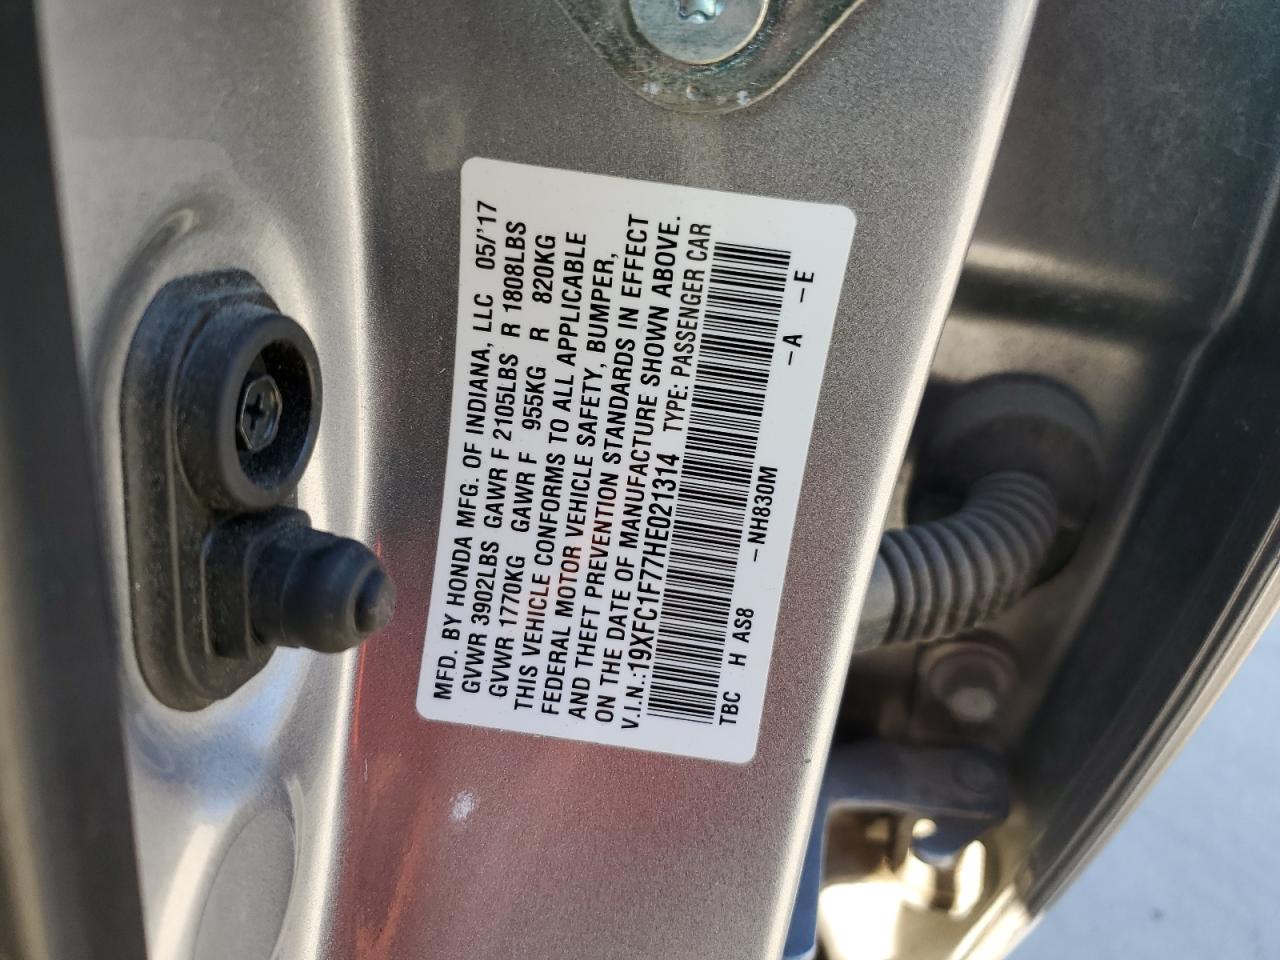 MFD. BY HONDA MFG. OF INDIANA, LLC 05/'17
GVWR 3902LBS GAWR F 2105LBS R 1808LBS
GVWR 1770KG GAWR F 955KG R 820KG
THIS VEHICLE CONFORMS TO ALL APPLICABLE
FEDERAL MOTOR VEHICLE SAFETY, BUMPER,
AND THEFT PREVENTION STANDARDS IN EFFECT
ON THE DATE OF MANUFACTURE SHOWN ABOVE.
V.I.N.:19XFC1F77HE021314 TYPE: PASSENGER CAR
TBC H AS8 -NH830M -A -E